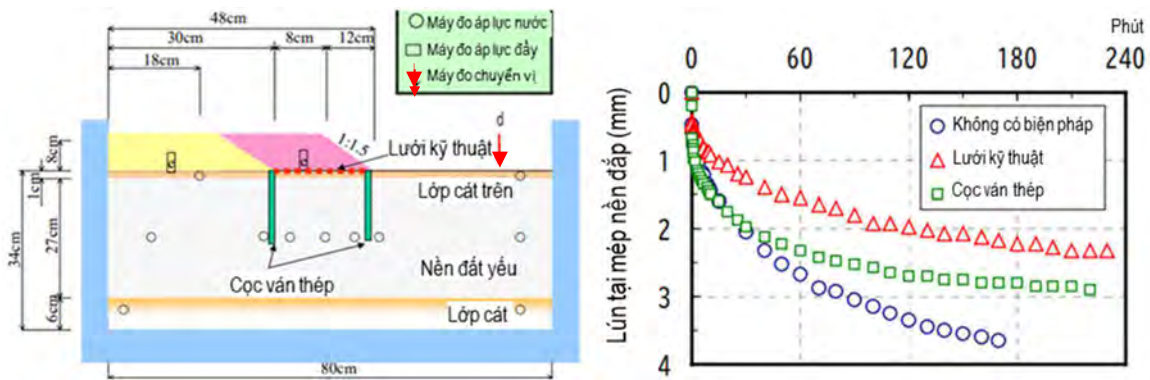 48cm
30cm
8cm
12cm
18cm
Máy đo áp lực nước
Máy đo áp lực đẩy
Máy đo chuyển vị
d
1:1.5
Lưới kỹ thuật
Lớp cát trên
8cm
1cm
27cm
34cm
6cm
Cọc ván thép
Nền đất yếu
Lớp cát
80cm
Phút
0 60 120 180 240
Lún tại mép nền đắp (mm)
0
1
2
3
4
Không có biện pháp
Lưới kỹ thuật
Cọc ván thép